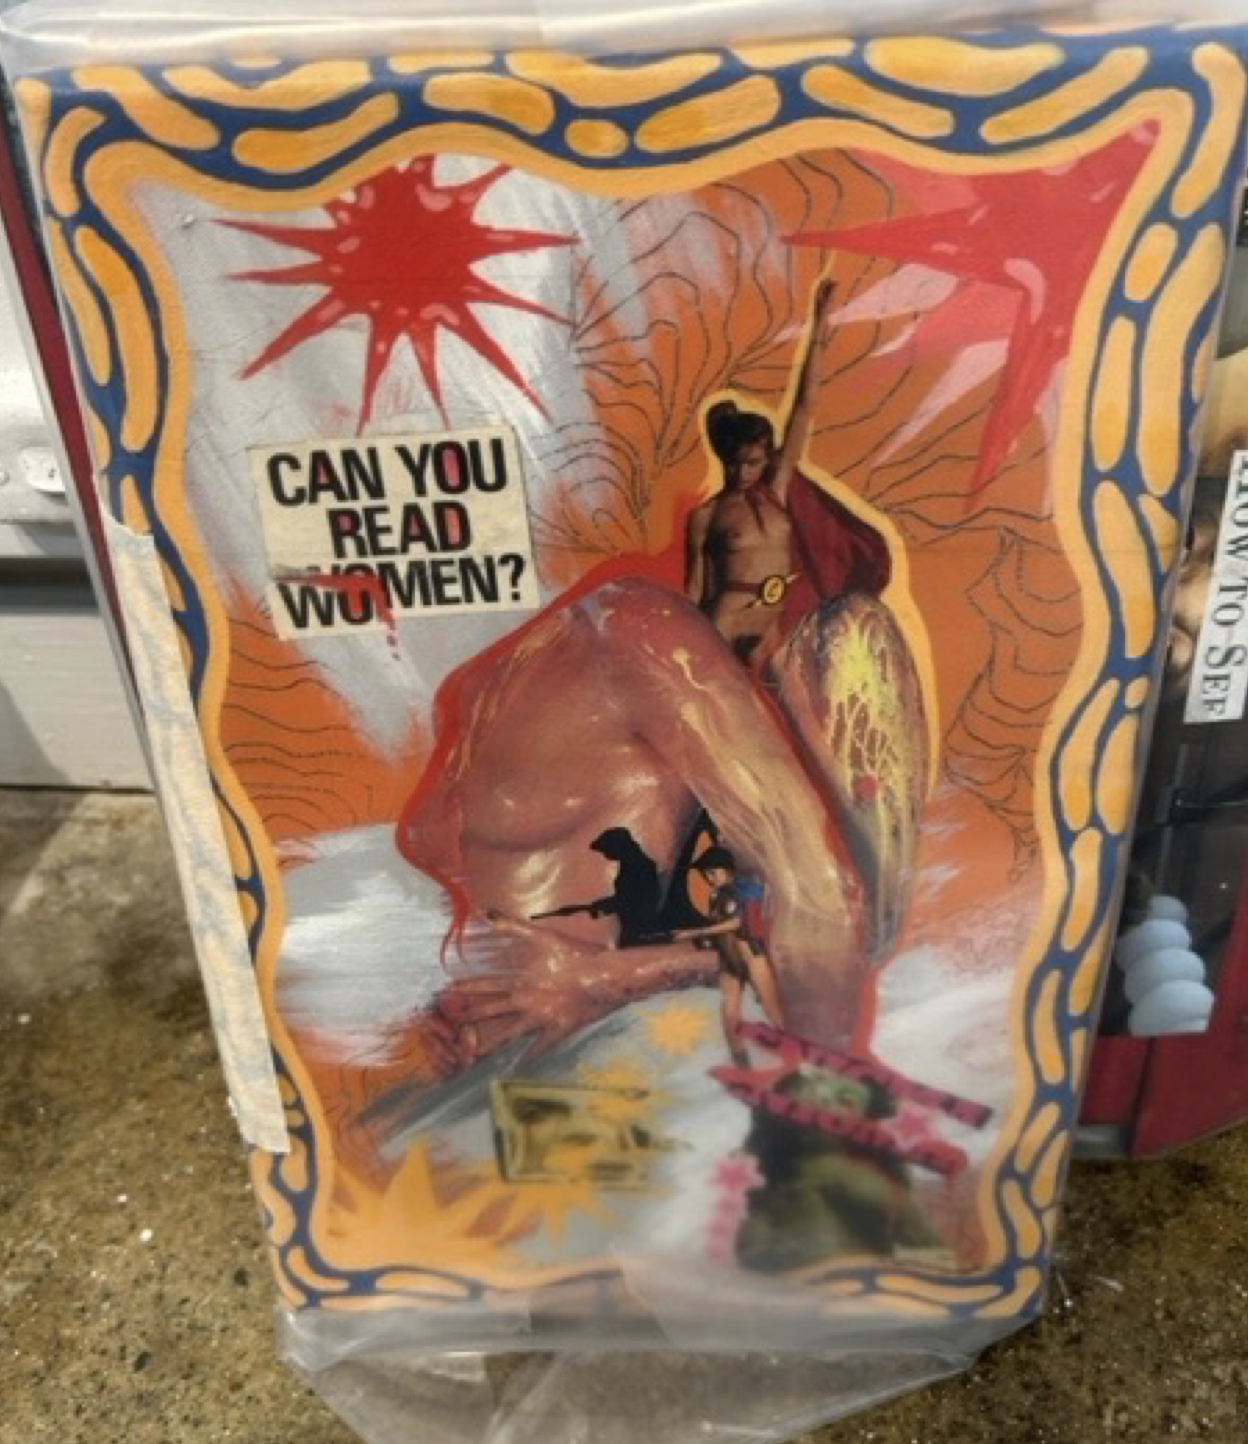 CAN YOU
READ
WOMEN?
HOW TO SEE